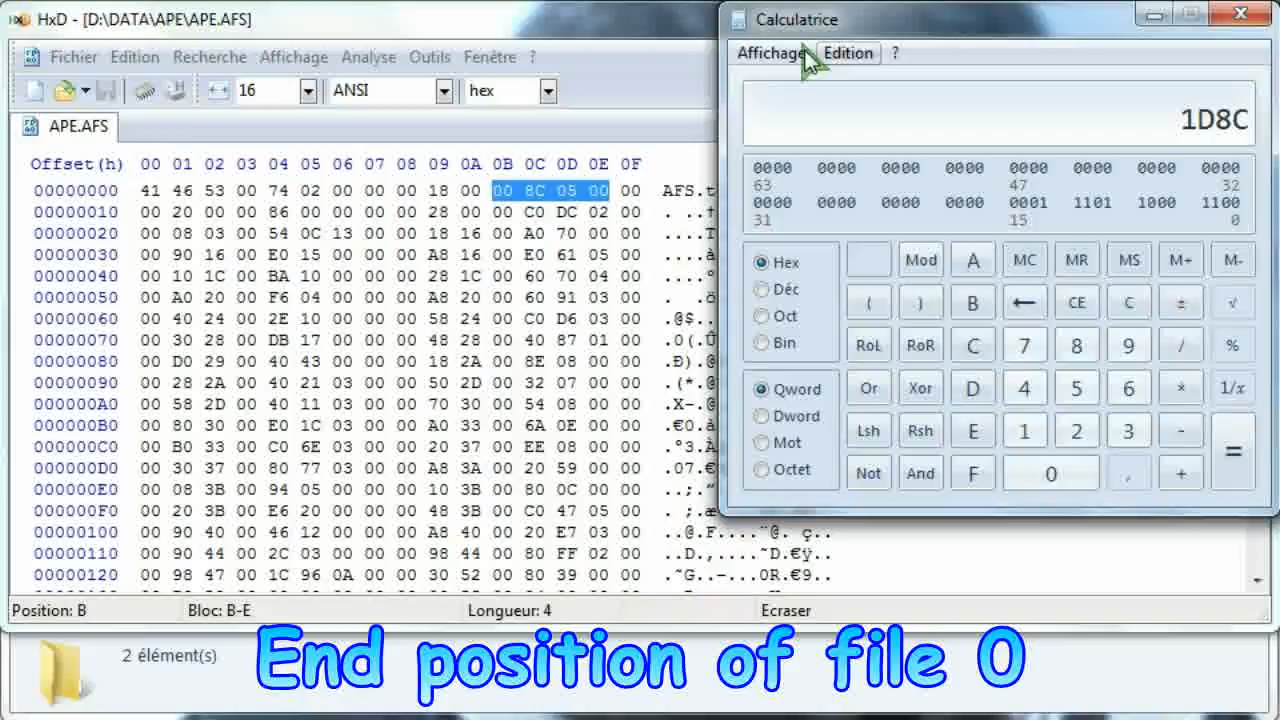 HxD - [D:\DATA\APE\APE.AFS]
Fichier Edition Recherche Affichage Analyse Outils Fenêtre ?
16 ANSI hex
APE.AFS
Offset(h) 00 01 02 03 04 05 06 07 08 09 0A 0B 0C 0D 0E 0F
00000000 41 46 53 00 74 02 00 00 00 18 00 00 8C 05 00 00 AFS.t
00000010 00 20 00 00 86 00 00 00 00 28 00 00 C0 DC 02 00 . ..†
00000020 00 08 03 00 54 0C 13 00 00 18 16 00 A0 70 00 00 ....T
00000030 00 90 16 00 E0 15 00 00 00 A8 16 00 E0 61 05 00 ....à
00000040 00 10 1C 00 BA 10 00 00 00 28 1C 00 60 70 04 00 ....º
00000050 00 A0 20 00 F6 04 00 00 00 A8 20 00 60 91 03 00 . .ö
00000060 00 40 24 00 2E 10 00 00 00 58 24 00 C0 D6 03 00 .@$..
00000070 00 30 28 00 DB 17 00 00 00 48 28 00 40 87 01 00 .0(.Û
00000080 00 D0 29 00 40 43 00 00 00 18 2A 00 8E 08 00 00 .Ð).@
00000090 00 28 2A 00 40 21 03 00 00 50 2D 00 32 07 00 00 .(*.@
000000A0 00 58 2D 00 40 11 03 00 00 70 30 00 54 08 00 00 .X-.@
000000B0 00 80 30 00 E0 1C 03 00 00 A0 33 00 6A 0E 00 00 .€0.à
000000C0 00 B0 33 00 C0 6E 03 00 00 20 37 00 EE 08 00 00 .°3.À
000000D0 00 30 37 00 80 77 03 00 00 A8 3A 00 20 59 00 00 .07.€
000000E0 00 08 3B 00 94 05 00 00 00 10 3B 00 80 0C 00 00 ..;.”
000000F0 00 20 3B 00 E6 20 00 00 00 48 3B 00 C0 47 05 00 . ;.æ
00000100 00 90 40 00 46 12 00 00 00 A8 40 00 20 E7 03 00 ..@.F....¨@. ç..
00000110 00 90 44 00 2C 03 00 00 00 98 44 00 80 FF 02 00 ..D.,....˜D.€ÿ..
00000120 00 98 47 00 1C 96 0A 00 00 30 52 00 80 39 00 00 .˜G..–...0R.€9..
Position: B Bloc: B-E Longueur: 4 Ecraser
Calculatrice
Affichage Edition ?
1D8C
0000 0000 0000 0000 0000 0000 0000 0000
63 47 32
0000 0000 0000 0000 0001 1101 1000 1100
31 15 0
Hex Mod A MC MR MS M+ M-
Déc ( ) B ← CE C ± √
Oct
Bin RoL RoR C 7 8 9 / %
Qword Or Xor D 4 5 6 * 1/x
Dword
Mot Lsh Rsh E 1 2 3 - =
Octet Not And F 0 , +
2 élément(s)
End position of file 0